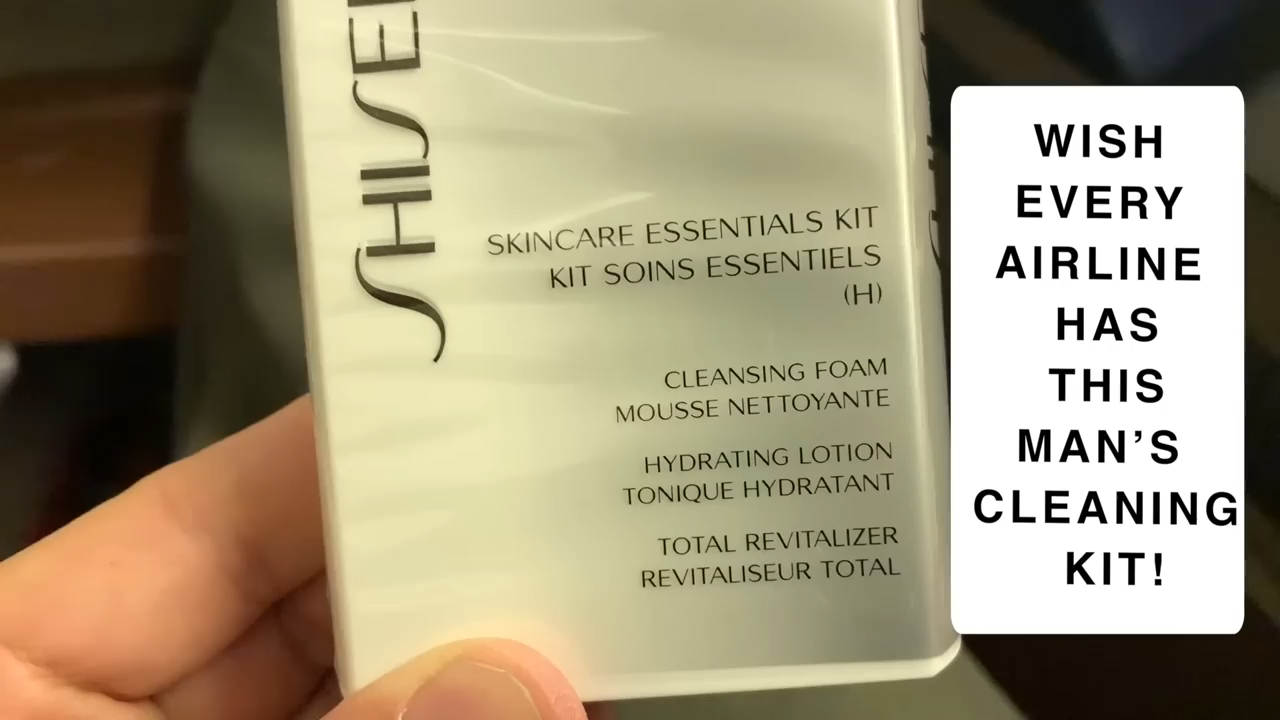 SHISE
SKINCARE ESSENTIALS KIT
KIT SOINS ESSENTIELS
(H)
CLEANSING FOAM
MOUSSE NETTOYANTE
HYDRATING LOTION
TONIQUE HYDRATANT
TOTAL REVITALIZER
REVITALISEUR TOTAL
WISH
EVERY
AIRLINE
HAS
THIS
MAN’S
CLEANING
KIT!